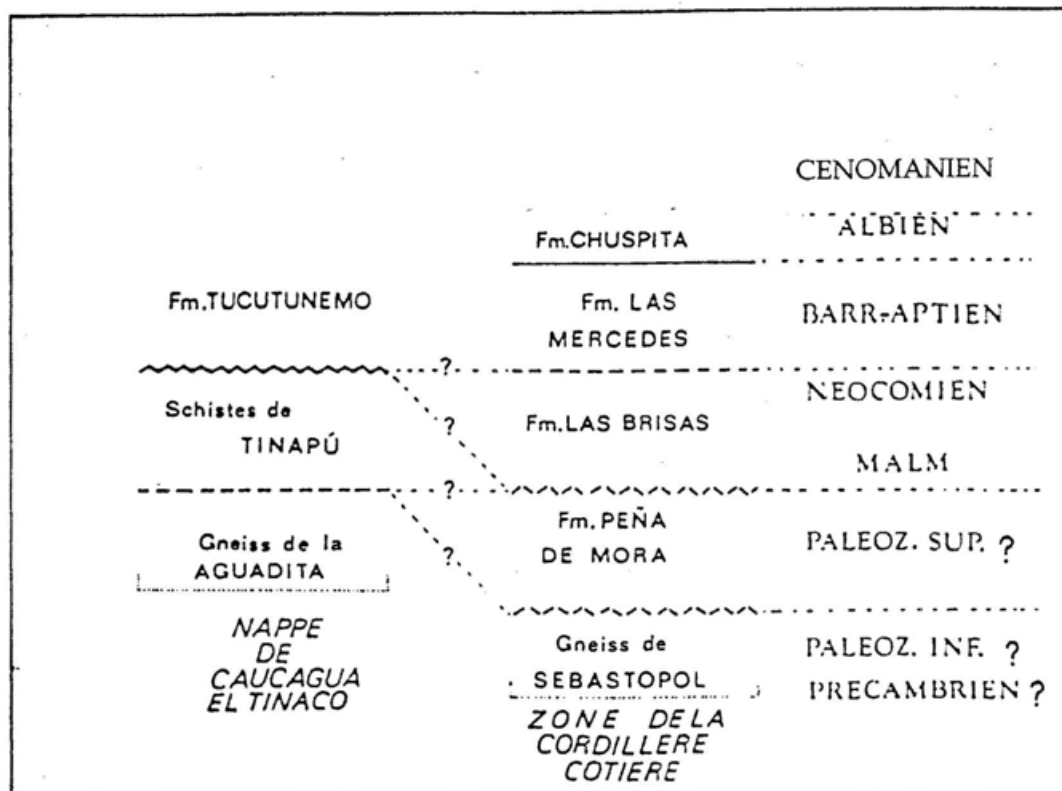 CENOMANIEN
ALBIEN
Fm.CHUSPITA
Fm.TUCUTUNEMO
Fm. LAS
MERCEDES
BARR-APTIEN
?
NEOCOMIEN
Schistes de
TINAPÚ
?
Fm.LAS BRISAS
MALM
?
Fm. PEÑA
DE MORA
Gneiss de la
AGUADITA
?
PALEOZ. SUP. ?
NAPPE
DE
CAUCAGUA
EL TINACO
Gneiss de
SEBASTOPOL
PALEOZ. INF. ?
PRECAMBRIEN ?
ZONE DE LA
CORDILLERE
COTIERE